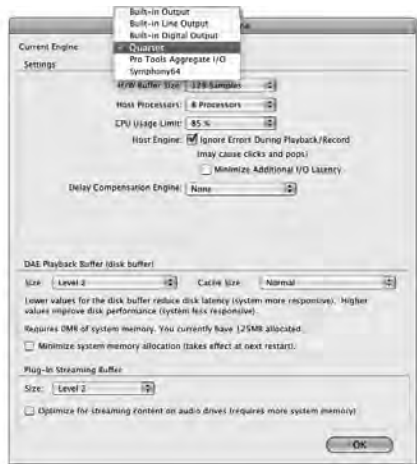 Built-in Output
Built-in Line Output
Built-in Digital Output
Quartet
Pro Tools Aggregate I/O
Symphony64
Current Engine
Settings
H/W Buffer Size: 128 Samples
Host Processors: 8 Processors
CPU Usage Limit: 85 %
Host Engine: Ignore Errors During Playback/Record
(may cause clicks and pops)
Minimize Additional I/O Latency
Delay Compensation Engine: None
DAE Playback Buffer (disk buffer)
Size: Level 2 Cache Size: Normal
Lower values for the disk buffer reduce disk latency (system more responsive). Higher
values improve disk performance (system less responsive).
Requires 0MB of system memory. You currently have 125MB allocated.
Minimize system memory allocation (takes effect at next restart).
Plug-In Streaming Buffer
Size: Level 2
Optimize for streaming content on audio drives (requires more system memory)
OK